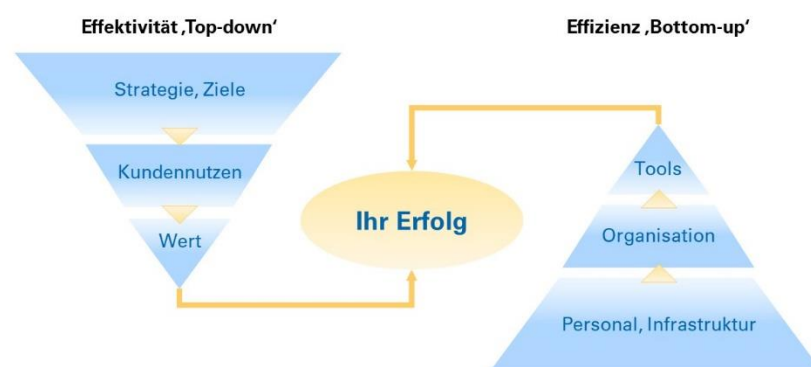 Effektivität ‚Top-down‘
Strategie, Ziele
Kundennutzen
Wert
Ihr Erfolg
Effizienz ‚Bottom-up‘
Tools
Organisation
Personal, Infrastruktur